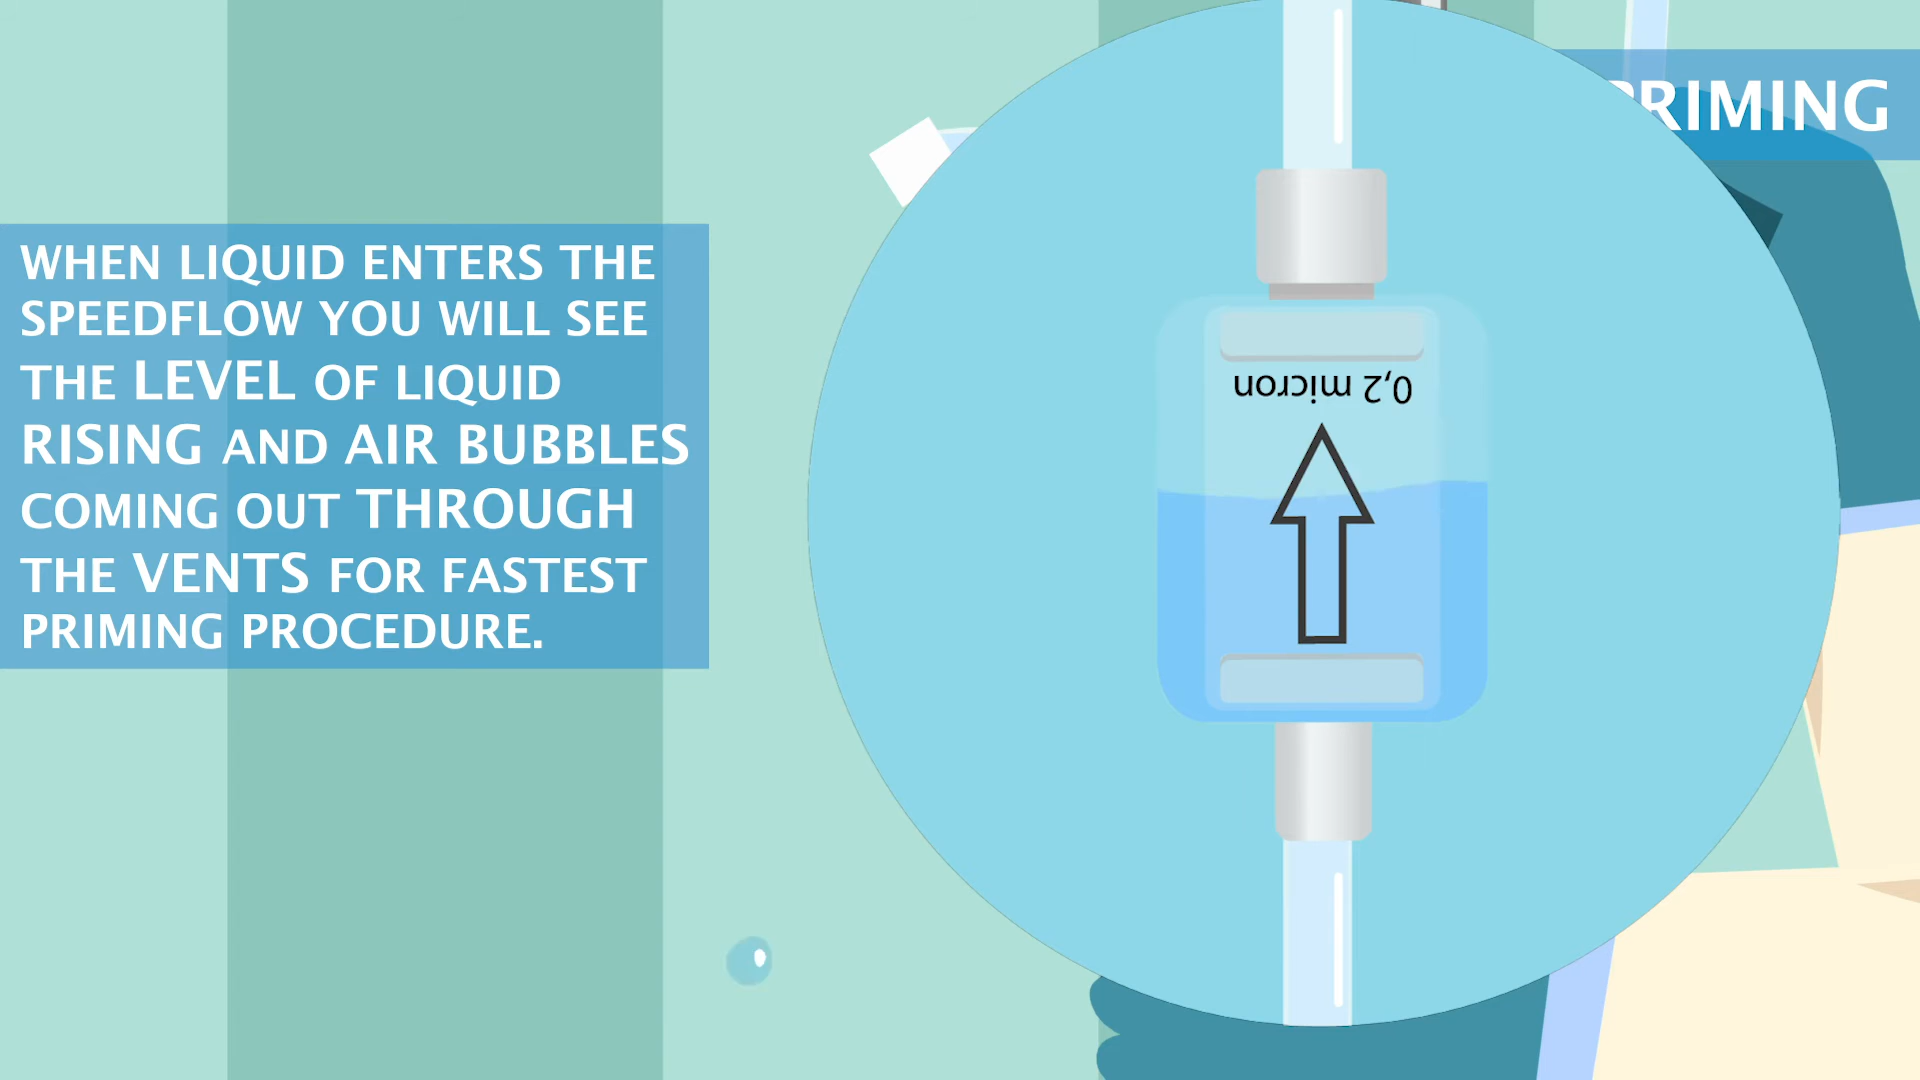 PRIMING
WHEN LIQUID ENTERS THE
SPEEDFLOW YOU WILL SEE
THE LEVEL OF LIQUID
RISING AND AIR BUBBLES
COMING OUT THROUGH
THE VENTS FOR FASTEST
PRIMING PROCEDURE.
0,2 micron